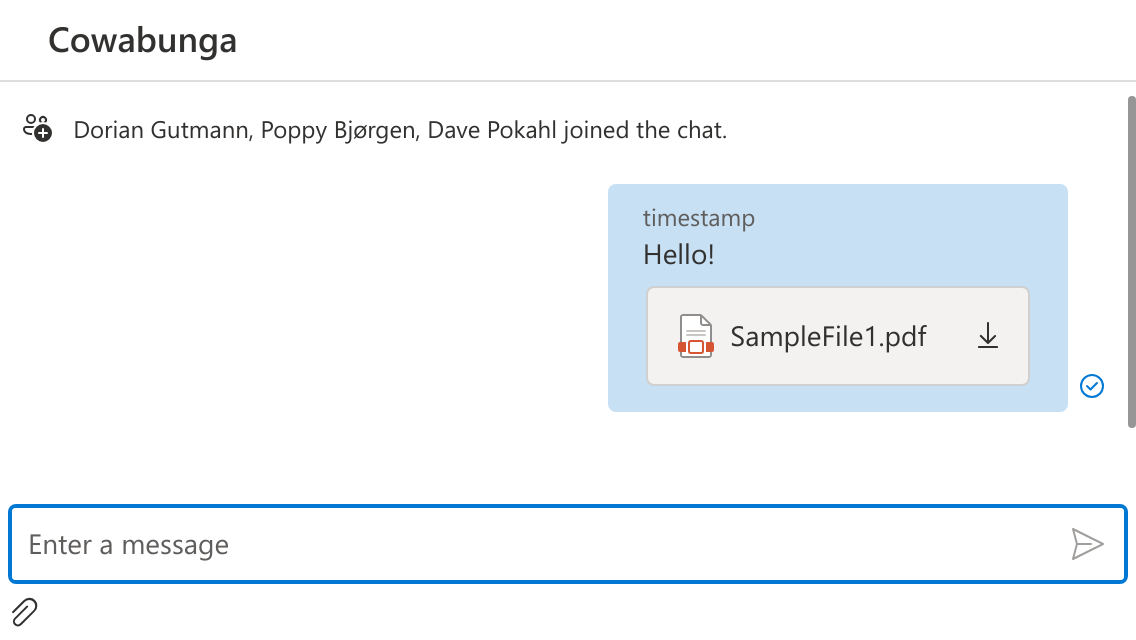 Cowabunga
Dorian Gutmann, Poppy Bjørgen, Dave Pokahl joined the chat.
timestamp
Hello!
SampleFile1.pdf
Enter a message